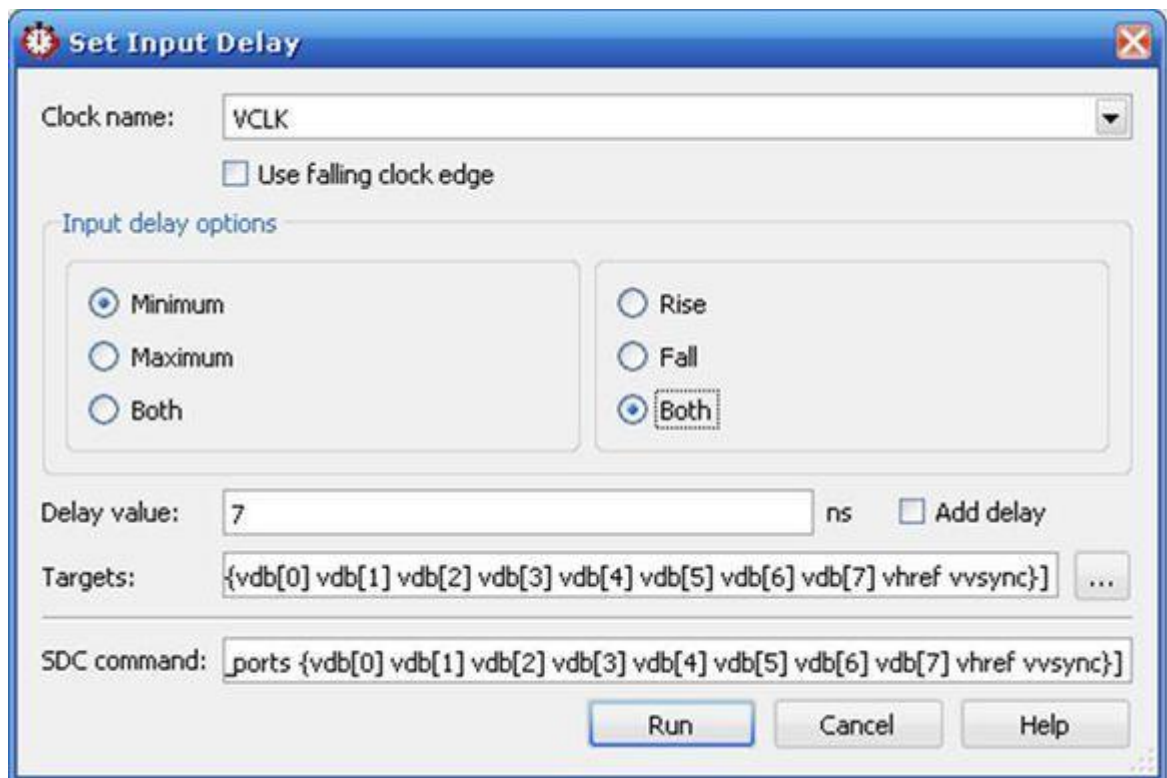 Set Input Delay
Clock name: VCLK
Use falling clock edge
Input delay options
Minimum Rise
Maximum Fall
Both Both
Delay value: 7 ns Add delay
Targets: {vdb[0] vdb[1] vdb[2] vdb[3] vdb[4] vdb[5] vdb[6] vdb[7] vhref vvsync}] ...
SDC command: _ports {vdb[0] vdb[1] vdb[2] vdb[3] vdb[4] vdb[5] vdb[6] vdb[7] vhref vvsync}]
Run Cancel Help